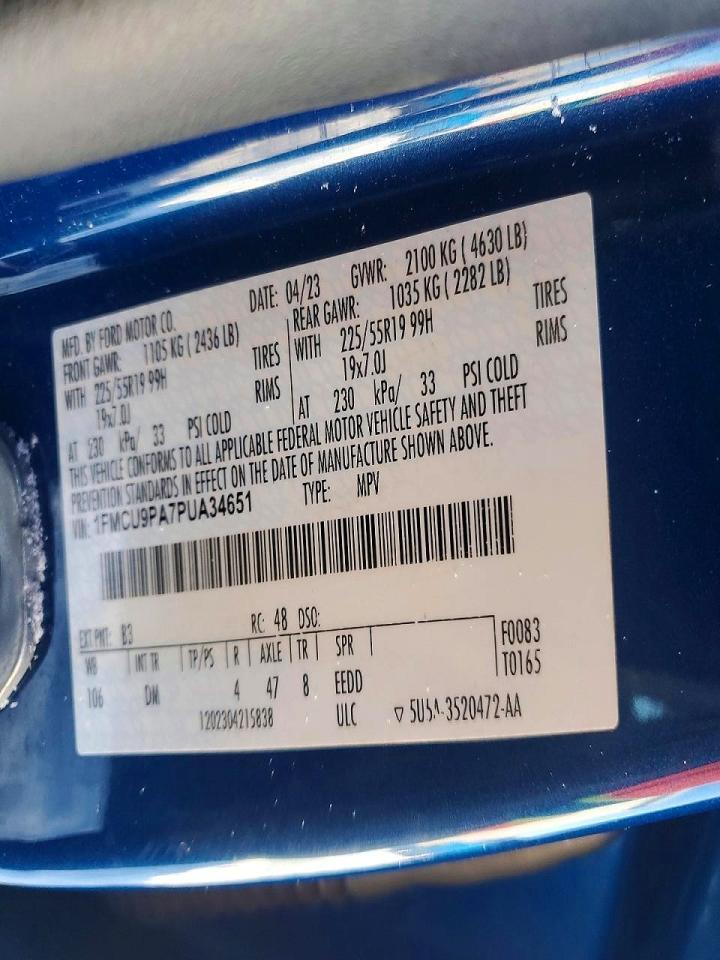 MFD. BY FORD MOTOR CO. DATE: 04/23 GVWR: 2100 KG ( 4630 LB)
FRONT GAWR: 1105 KG ( 2436 LB) REAR GAWR: 1035 KG ( 2282 LB)
WITH 225/55R19 99H TIRES WITH 225/55R19 99H TIRES
19x7.0J RIMS 19x7.0J RIMS
AT 230 kPa/ 33 PSI COLD AT 230 kPa/ 33 PSI COLD
THIS VEHICLE CONFORMS TO ALL APPLICABLE FEDERAL MOTOR VEHICLE SAFETY AND THEFT
PREVENTION STANDARDS IN EFFECT ON THE DATE OF MANUFACTURE SHOWN ABOVE.
VIN: 1FMCU9PA7PUA34651 TYPE: MPV
EXT PNT: B3 RC: 48 DSO:
WB INT TR TP/PS R AXLE TR SPR F0083
106 DM 4 47 8 EEDD T0165
1202304215838 ULC 5U5A-3520472-AA